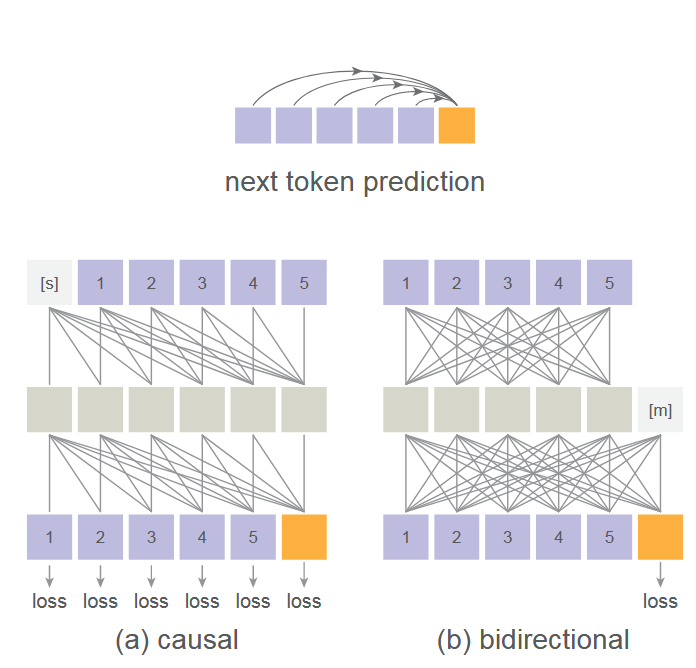 next token prediction
[s] 1 2 3 4 5
1 2 3 4 5
[m]
1 2 3 4 5
1 2 3 4 5
loss loss loss loss loss loss
loss
(a) causal
(b) bidirectional